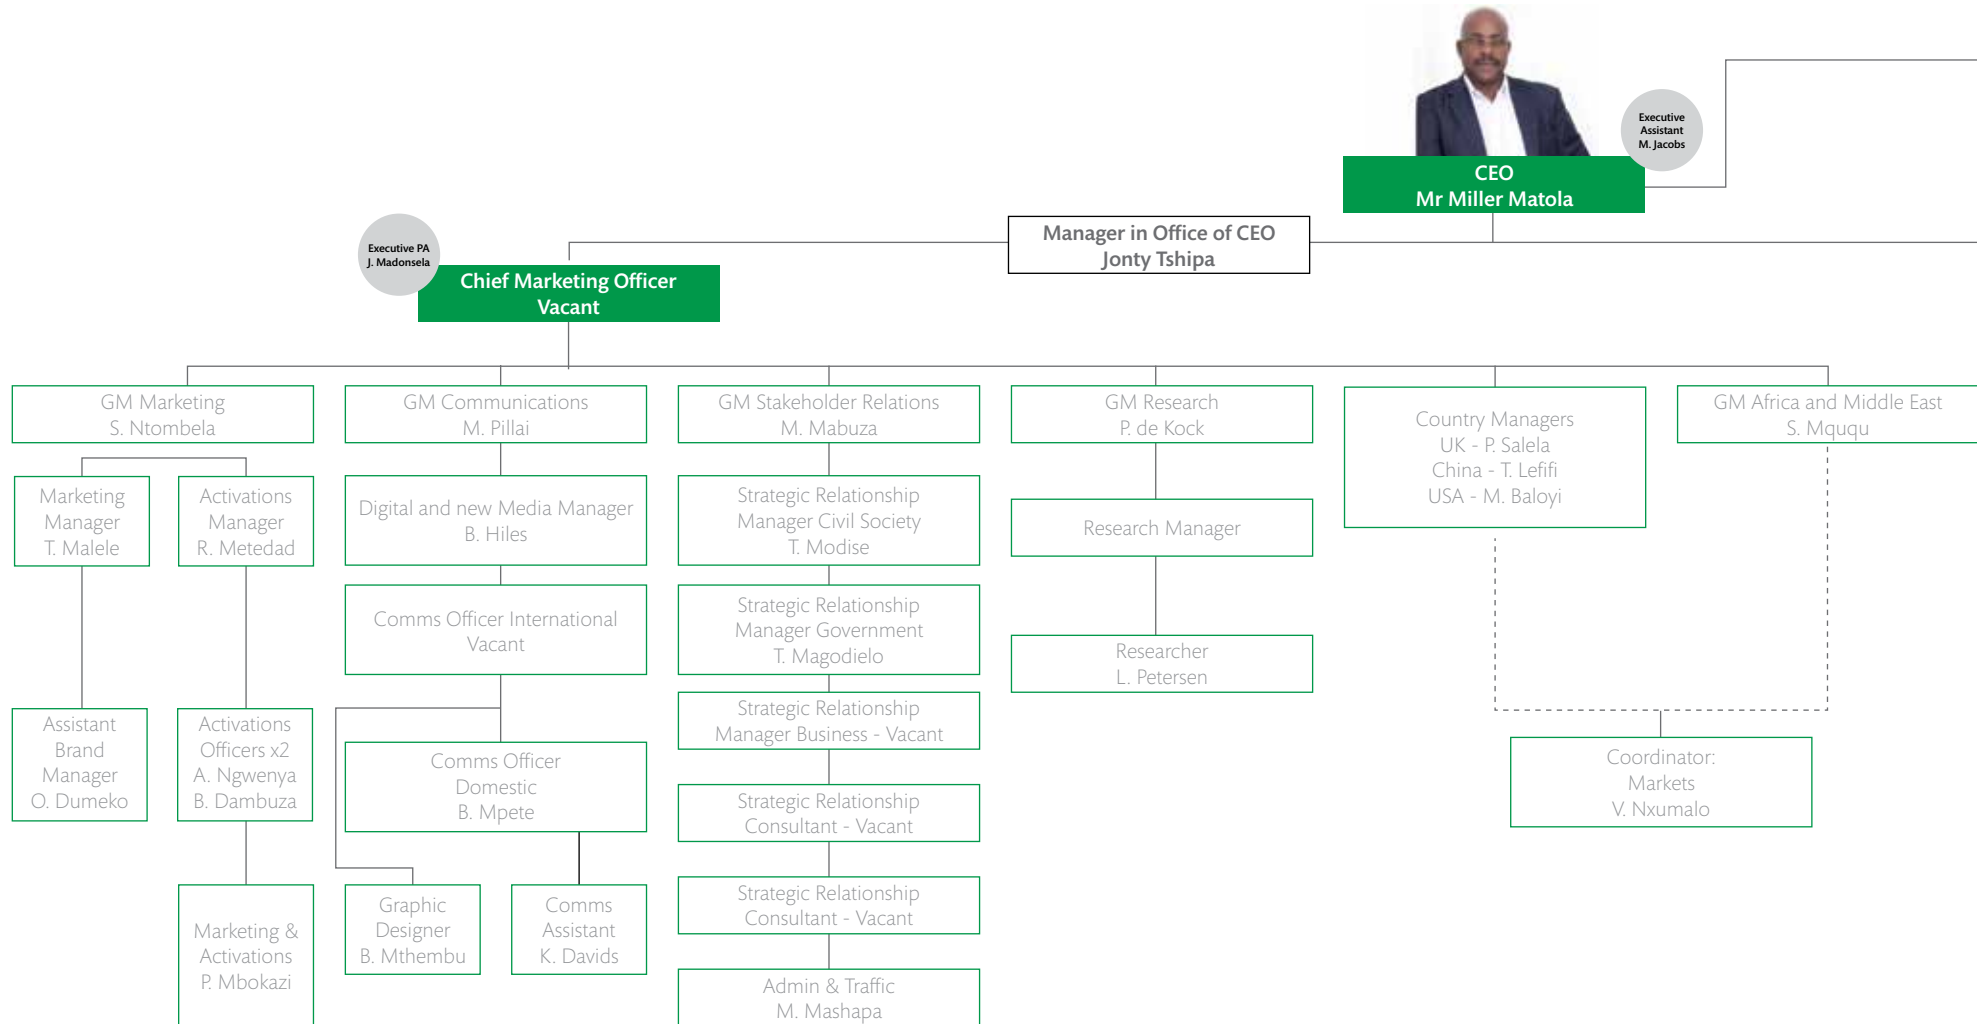 Executive
Assistant
M. Jacobs
CEO
Mr Miller Matola
Manager in Office of CEO
Jonty Tshipa
Executive PA
J. Madonsela
Chief Marketing Officer
Vacant
GM Marketing
S. Ntombela
GM Communications
M. Pillai
GM Stakeholder Relations
M. Mabuza
GM Research
P. de Kock
Country Managers
UK - P. Salela
China - T. Lefifi
USA - M. Baloyi
GM Africa and Middle East
S. Mququ
Marketing
Manager
T. Malele
Activations
Manager
R. Metedad
Digital and new Media Manager
B. Hiles
Strategic Relationship
Manager Civil Society
T. Modise
Research Manager
Comms Officer International
Vacant
Strategic Relationship
Manager Government
T. Magodielo
Researcher
L. Petersen
Assistant
Brand
Manager
O. Dumeko
Activations
Officers x2
A. Ngwenya
B. Dambuza
Comms Officer
Domestic
B. Mpete
Strategic Relationship
Manager Business - Vacant
Coordinator:
Markets
V. Nxumalo
Strategic Relationship
Consultant - Vacant
Marketing &
Activations
P. Mbokazi
Graphic
Designer
B. Mthembu
Comms
Assistant
K. Davids
Strategic Relationship
Consultant - Vacant
Admin & Traffic
M. Mashapa